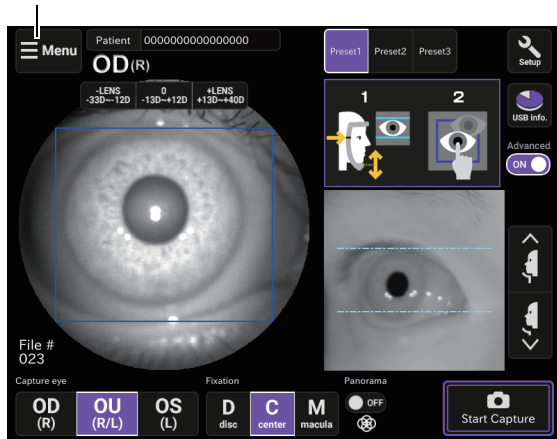 Menu
Patient 0000000000000000
OD(R)
-LENS 0 +LENS
-33D~-12D -13D~+12D +13D~+40D
Preset1 Preset2 Preset3
Setup
1 2
USB Info.
Advanced
ON
File #
023
Capture eye
OD
(R)
OU
(R/L)
OS
(L)
Fixation
D
disc
C
center
M
macula
Panorama
OFF
Start Capture